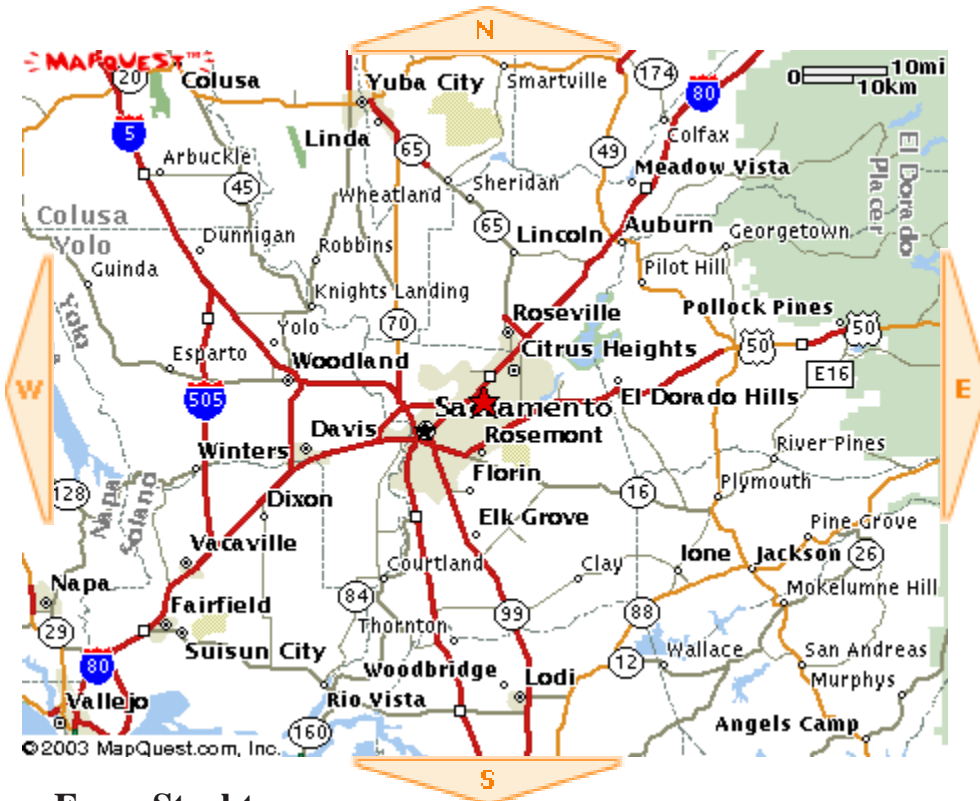 N
MAPQUEST
20
Colusa
Yuba City
Smartville
174
80
10mi
0
10km
5
Linda
65
49
Colfax
El Dorado
Placer
Arbuckle
Meadow Vista
45
Wheatland
Sheridan
Colusa
Yolo
Dunnigan
Robbins
65
Lincoln
Auburn
Georgetown
Guinda
Pilot Hill
Knights Landing
Yolo
Roseville
Pollock Pines
Yolo
70
50
50
Esparto
Woodland
Citrus Heights
E16
W
505
Sacramento
El Dorado Hills
E
Davis
Rosemont
Winters
Florin
River Pines
128
Napa
Solano
Dixon
16
Plymouth
Elk Grove
Pine Grove
Vacaville
Courtland
Clay
Ione
Jackson
26
Napa
84
Mokelumne Hill
Fairfield
99
88
29
Thornton
Suisun City
12
Wallace
San Andreas
80
Woodbridge
Lodi
Murphys
Vallejo
Rio Vista
160
Angels Camp
©2003 MapQuest.com, Inc.
S